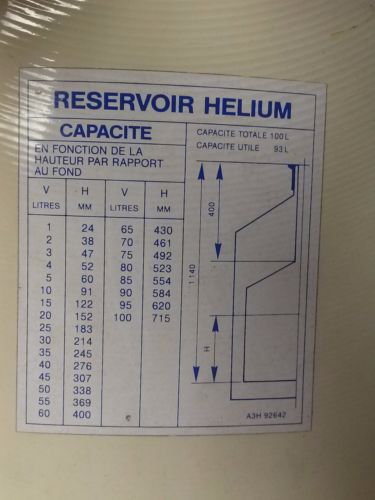 RESERVOIR HELIUM
CAPACITE
EN FONCTION DE LA
HAUTEUR PAR RAPPORT
AU FOND
CAPACITE TOTALE 100 L
CAPACITE UTILE 93 L
V H V H
LITRES MM LITRES MM
1 24 65 430
2 38 70 461
3 47 75 492
4 52 80 523
5 60 85 554
10 91 90 584
15 122 95 620
20 152 100 715
25 183
30 214
35 245
40 276
45 307
50 338
55 369
60 400
400
1 140
H
A3H 92642